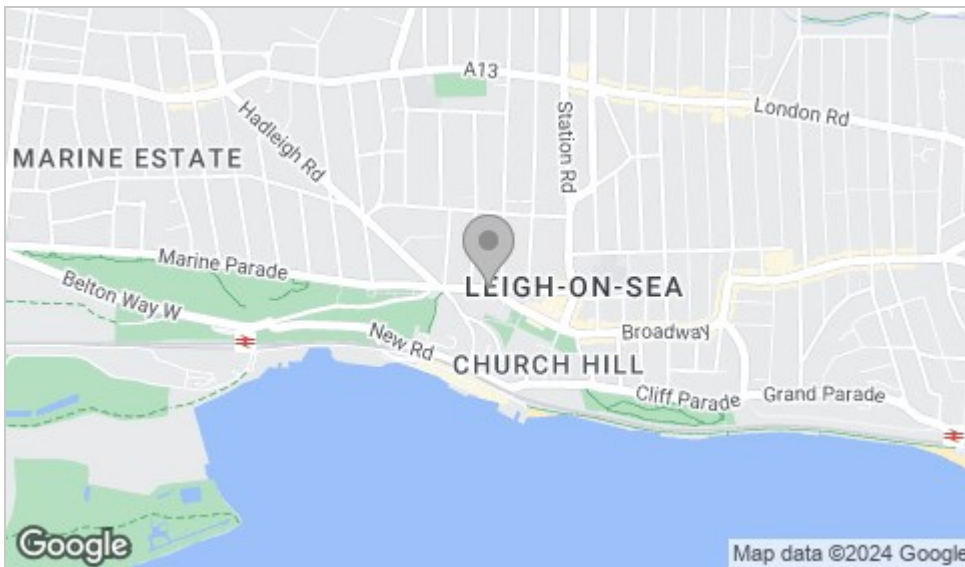 A13
London Rd
Station Rd
Hadleigh Rd
MARINE ESTATE
Marine Parade
LEIGH-ON-SEA
Belton Way W
New Rd
Broadway
CHURCH HILL
Cliff Parade
Grand Parade
Google
Map data ©2024 Google